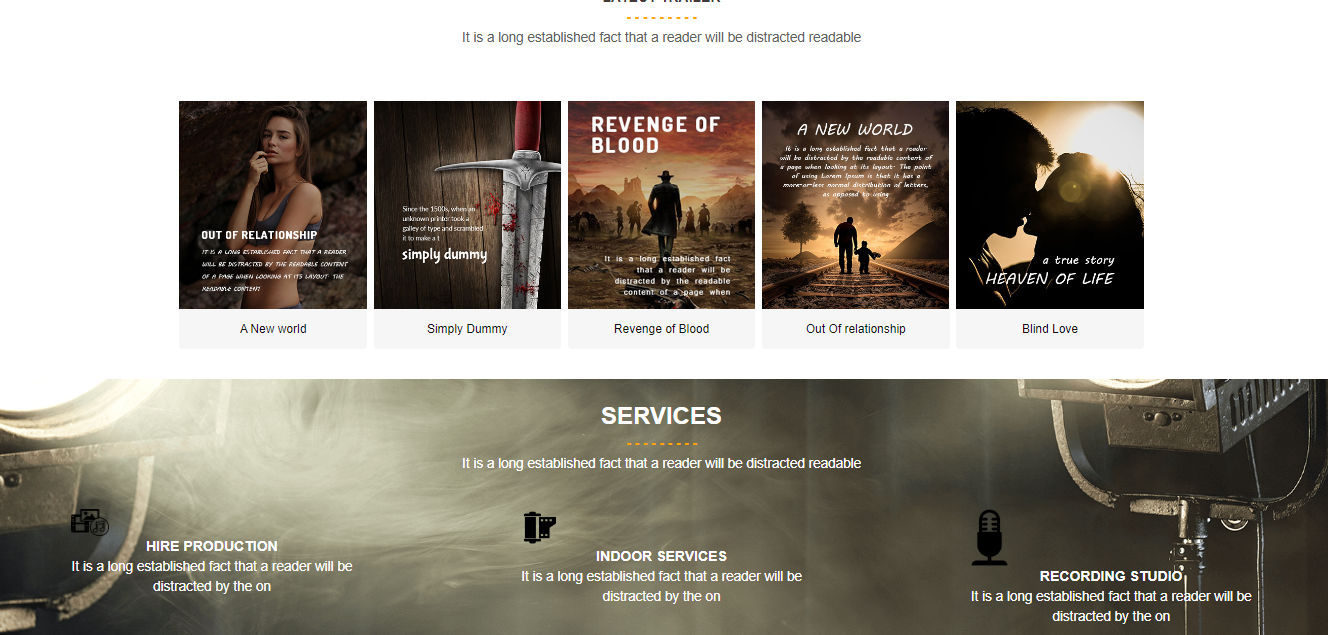 LATEST TRAILER
It is a long established fact that a reader will be distracted readable
OUT OF RELATIONSHIP
IT IS A LONG ESTABLISHED FACT THAT A READER
WILL BE DISTRACTED BY THE READABLE CONTENT
OF A PAGE WHEN LOOKING AT ITS LAYOUT. THE
READABLE CONTENT
A New world
Since the 1500s, when an
unknown printer took a
galley of type and scrambled
it to make a t
simply dummy
Simply Dummy
REVENGE OF
BLOOD
It is a long established fact
that a reader will be
distracted by the readable
content of a page when
Revenge of Blood
A NEW WORLD
It is a long established fact that a reader
will be distracted by the readable content of
a page when looking at its layout. The point
of using Lorem Ipsum is that it has a
more-or-less normal distribution of letters,
as opposed to using
Out Of relationship
a true story
HEAVEN OF LIFE
Blind Love
SERVICES
It is a long established fact that a reader will be distracted readable
HIRE PRODUCTION
It is a long established fact that a reader will be
distracted by the on
INDOOR SERVICES
It is a long established fact that a reader will be
distracted by the on
RECORDING STUDIO
It is a long established fact that a reader will be
distracted by the on